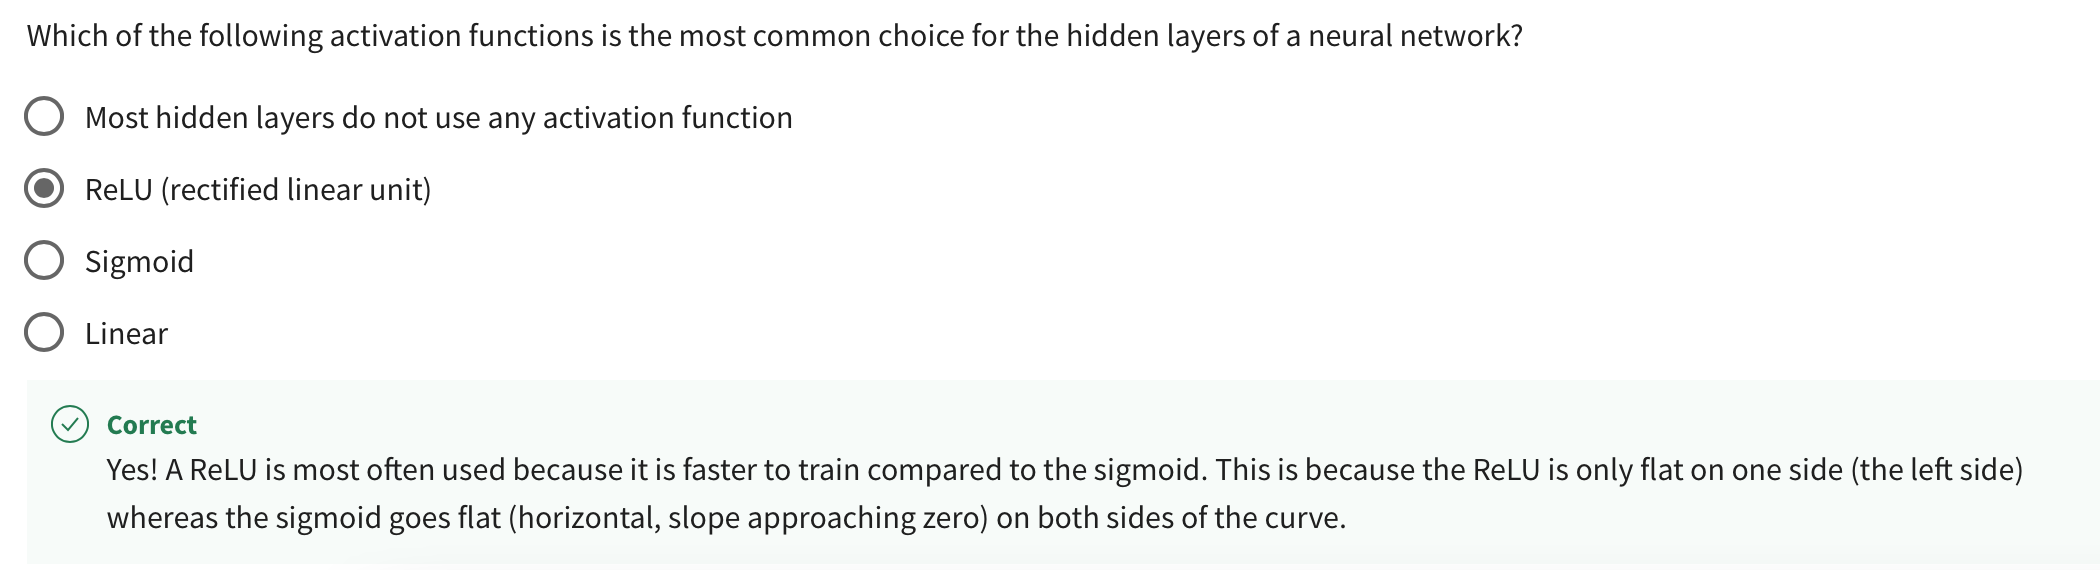 Which of the following activation functions is the most common choice for the hidden layers of a neural network?
Most hidden layers do not use any activation function
ReLU (rectified linear unit)
Sigmoid
Linear
Correct
Yes! A ReLU is most often used because it is faster to train compared to the sigmoid. This is because the ReLU is only flat on one side (the left side)
whereas the sigmoid goes flat (horizontal, slope approaching zero) on both sides of the curve.